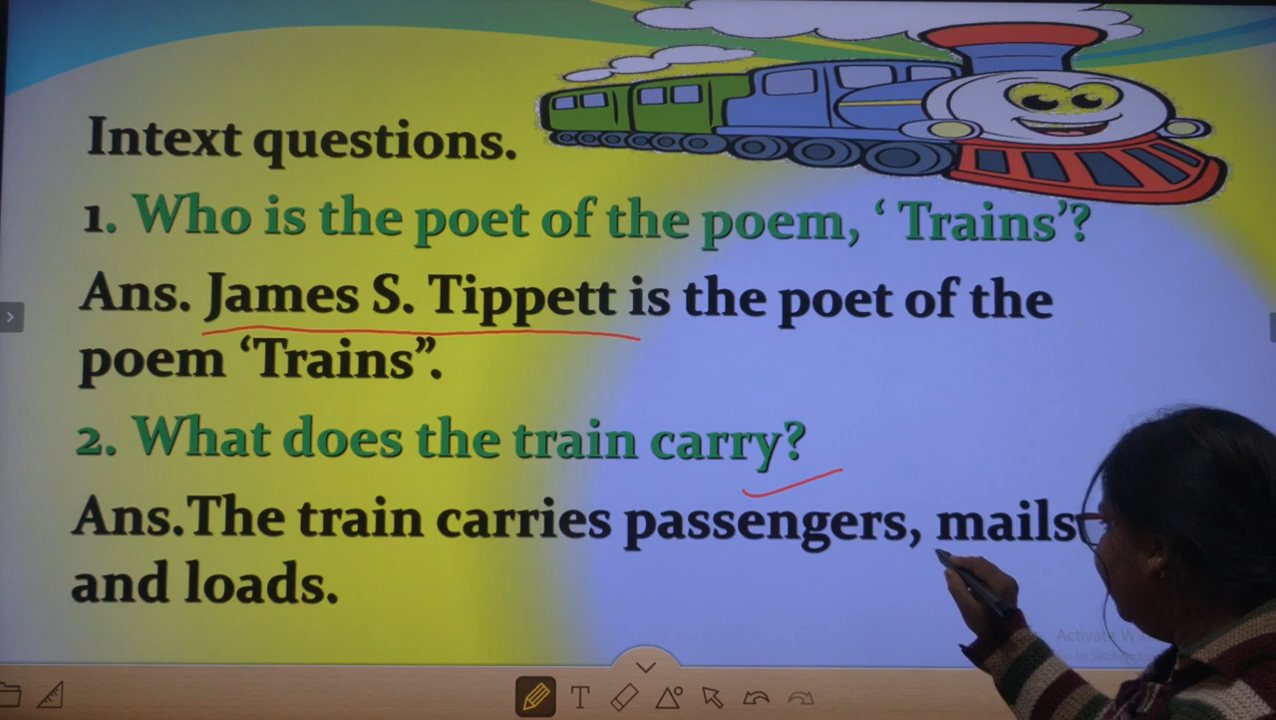 Intext questions.
1. Who is the poet of the poem, ‘ Trains’?
Ans. James S. Tippett is the poet of the
poem ‘Trains”.
2. What does the train carry?
Ans.The train carries passengers, mails
and loads.
T